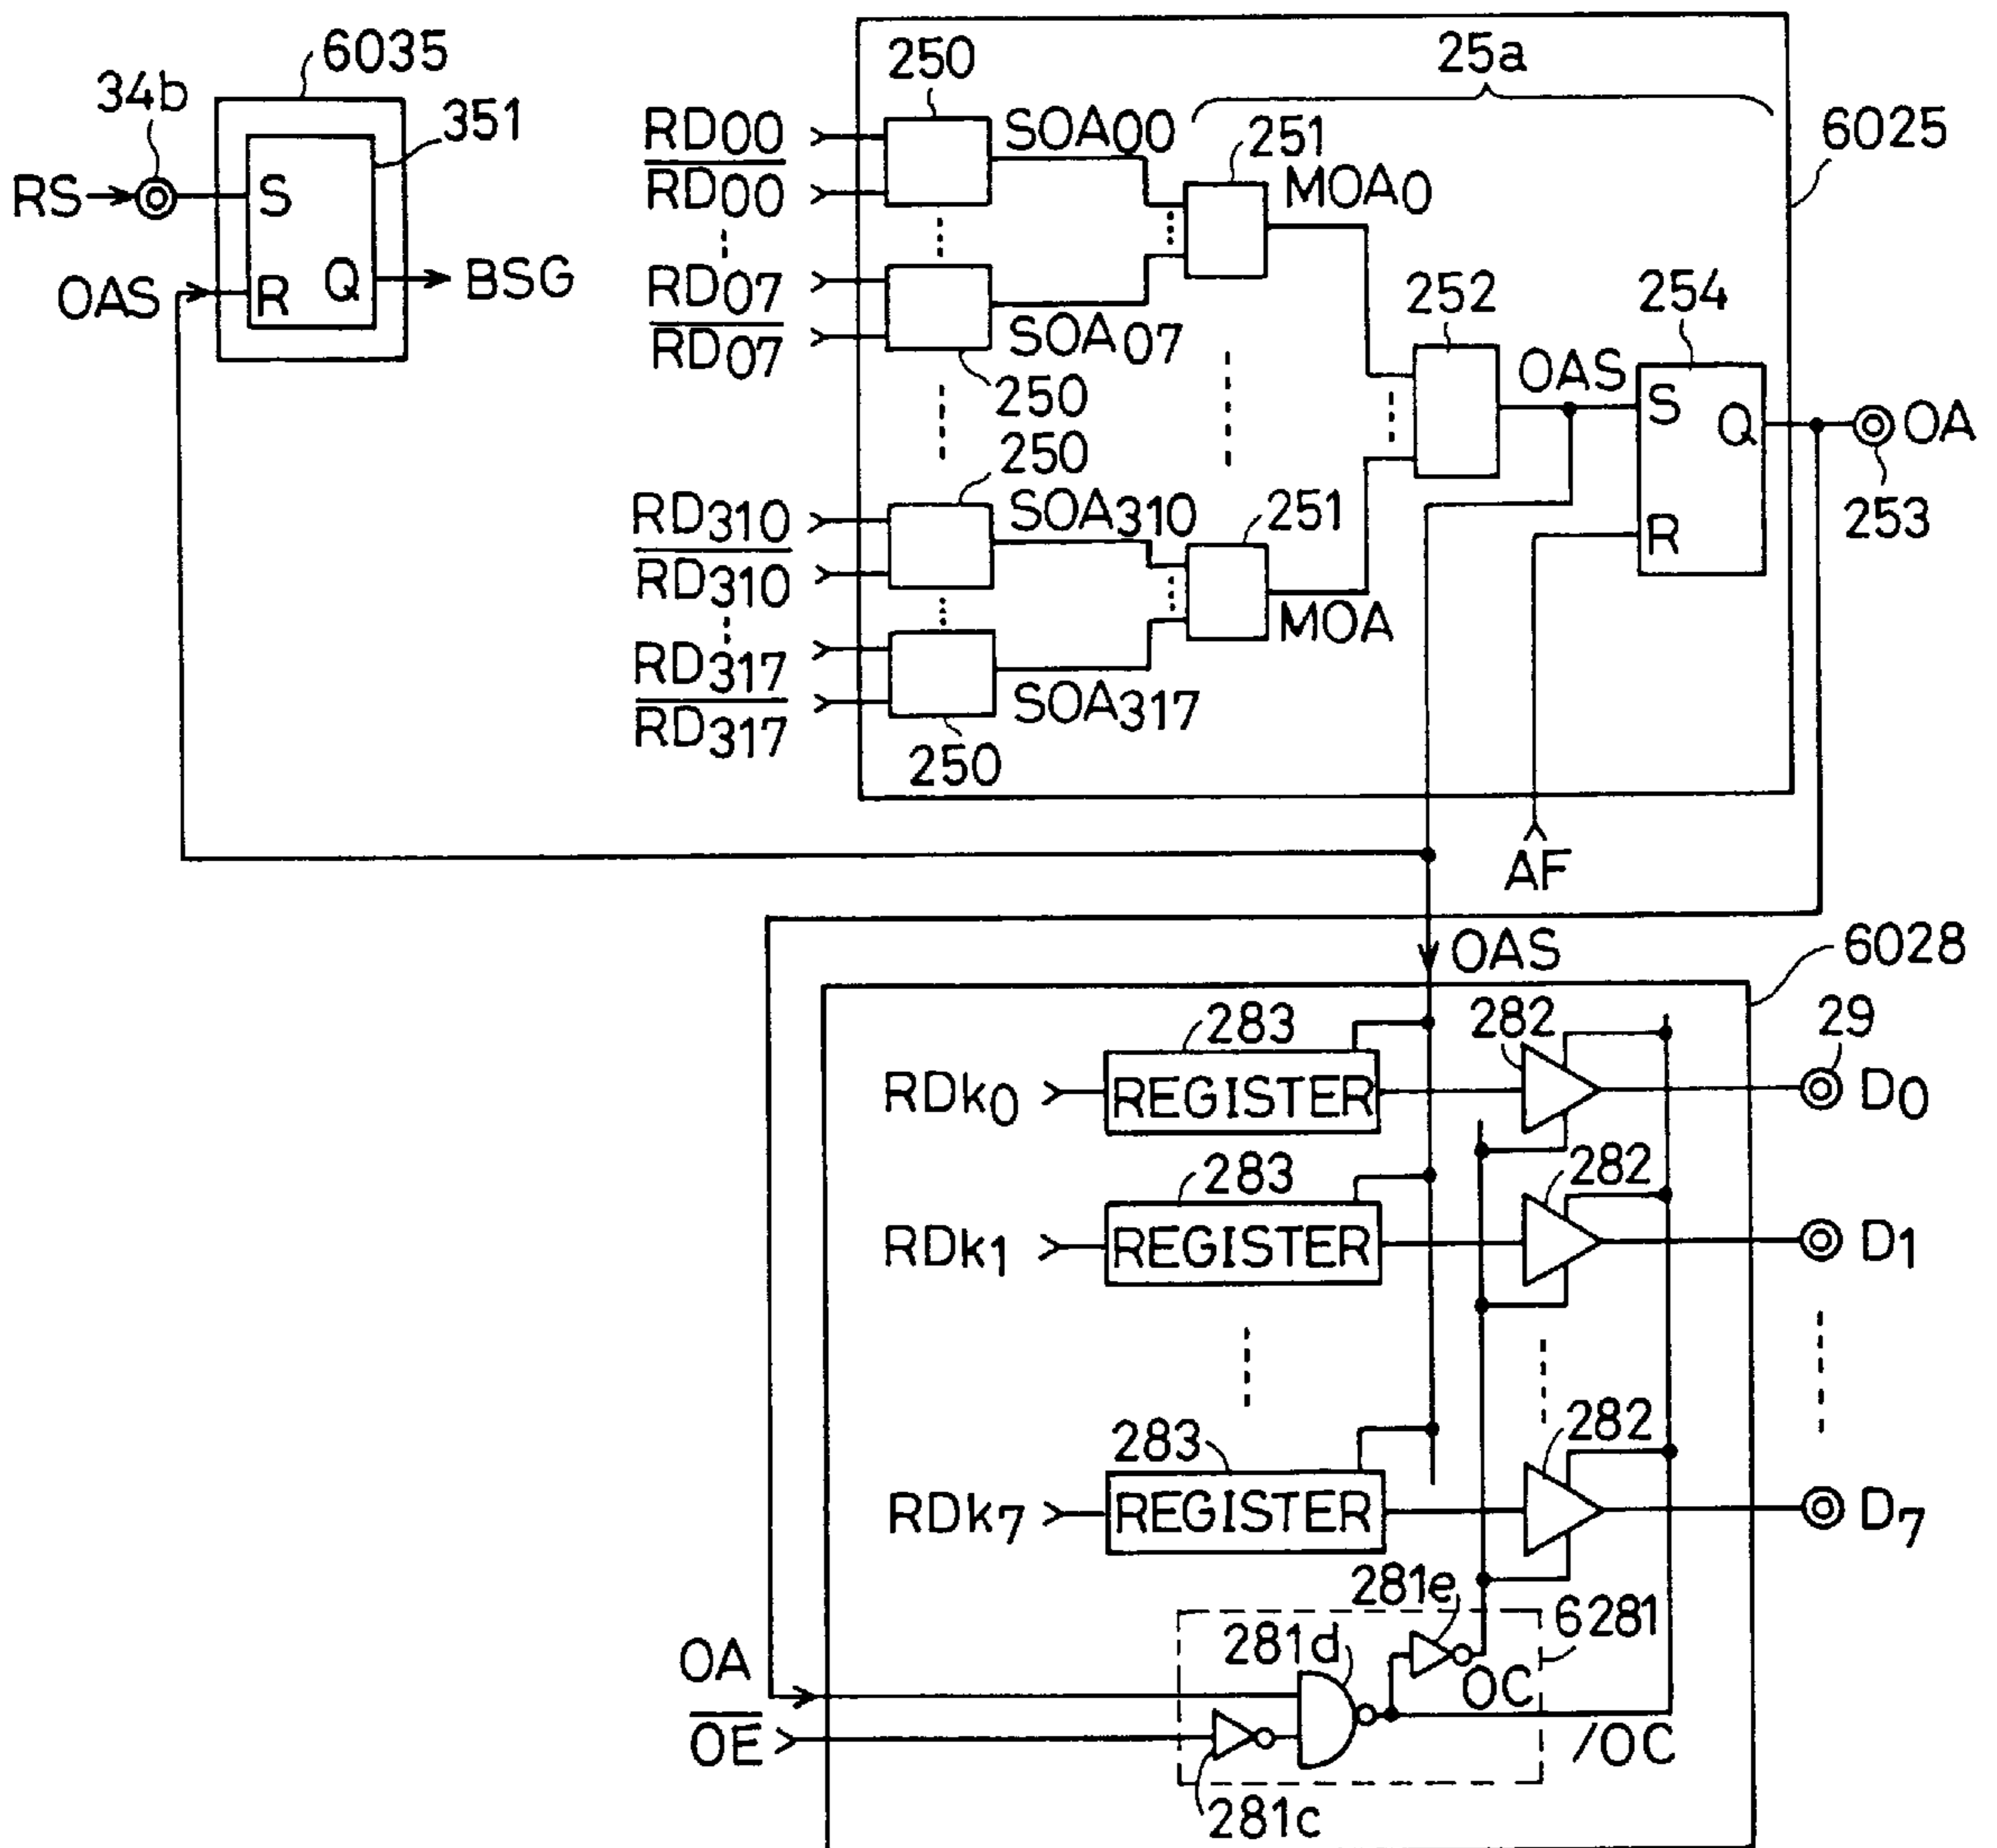 6035
34b
351
RS
S
R
Q
OAS
BSG
250
25a
6025
RD00
RD00
SOA00
251
MOA0
RD07
RD07
SOA07
250
252
254
OAS
S
Q
R
OA
253
250
RD310
RD310
SOA310
251
MOA
RD317
RD317
SOA317
250
AF
OAS
6028
283
282
29
RDk0
REGISTER
D0
283
282
RDk1
REGISTER
D1
283
282
RDk7
REGISTER
D7
281e
6281
281d
OA
OC
OE
/OC
281c